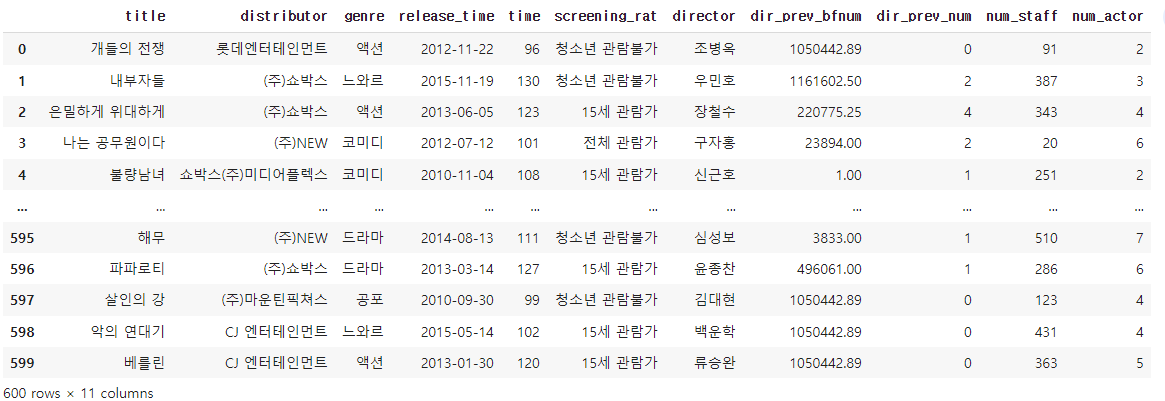 title distributor genre release_time time screening_rat director dir_prev_bfnum dir_prev_num num_staff num_actor
0 개들의 전쟁 롯데엔터테인먼트 액션 2012-11-22 96 청소년 관람불가 조병옥 1050442.89 0 91 2
1 내부자들 (주)쇼박스 느와르 2015-11-19 130 청소년 관람불가 우민호 1161602.50 2 387 3
2 은밀하게 위대하게 (주)쇼박스 액션 2013-06-05 123 15세 관람가 장철수 220775.25 4 343 4
3 나는 공무원이다 (주)NEW 코미디 2012-07-12 101 전체 관람가 구자홍 23894.00 2 20 6
4 불량남녀 쇼박스(주)미디어플렉스 코미디 2010-11-04 108 15세 관람가 신근호 1.00 1 251 2
... ... ... ... ... ... ... ... ... ... ... ...
595 해무 (주)NEW 드라마 2014-08-13 111 청소년 관람불가 심성보 3833.00 1 510 7
596 파파로티 (주)쇼박스 드라마 2013-03-14 127 15세 관람가 윤종찬 496061.00 1 286 6
597 살인의 강 (주)마운틴픽쳐스 공포 2010-09-30 99 청소년 관람불가 김대현 1050442.89 0 123 4
598 악의 연대기 CJ 엔터테인먼트 느와르 2015-05-14 102 15세 관람가 백운학 1050442.89 0 431 4
599 베를린 CJ 엔터테인먼트 액션 2013-01-30 120 15세 관람가 류승완 1050442.89 0 363 5
600 rows × 11 columns